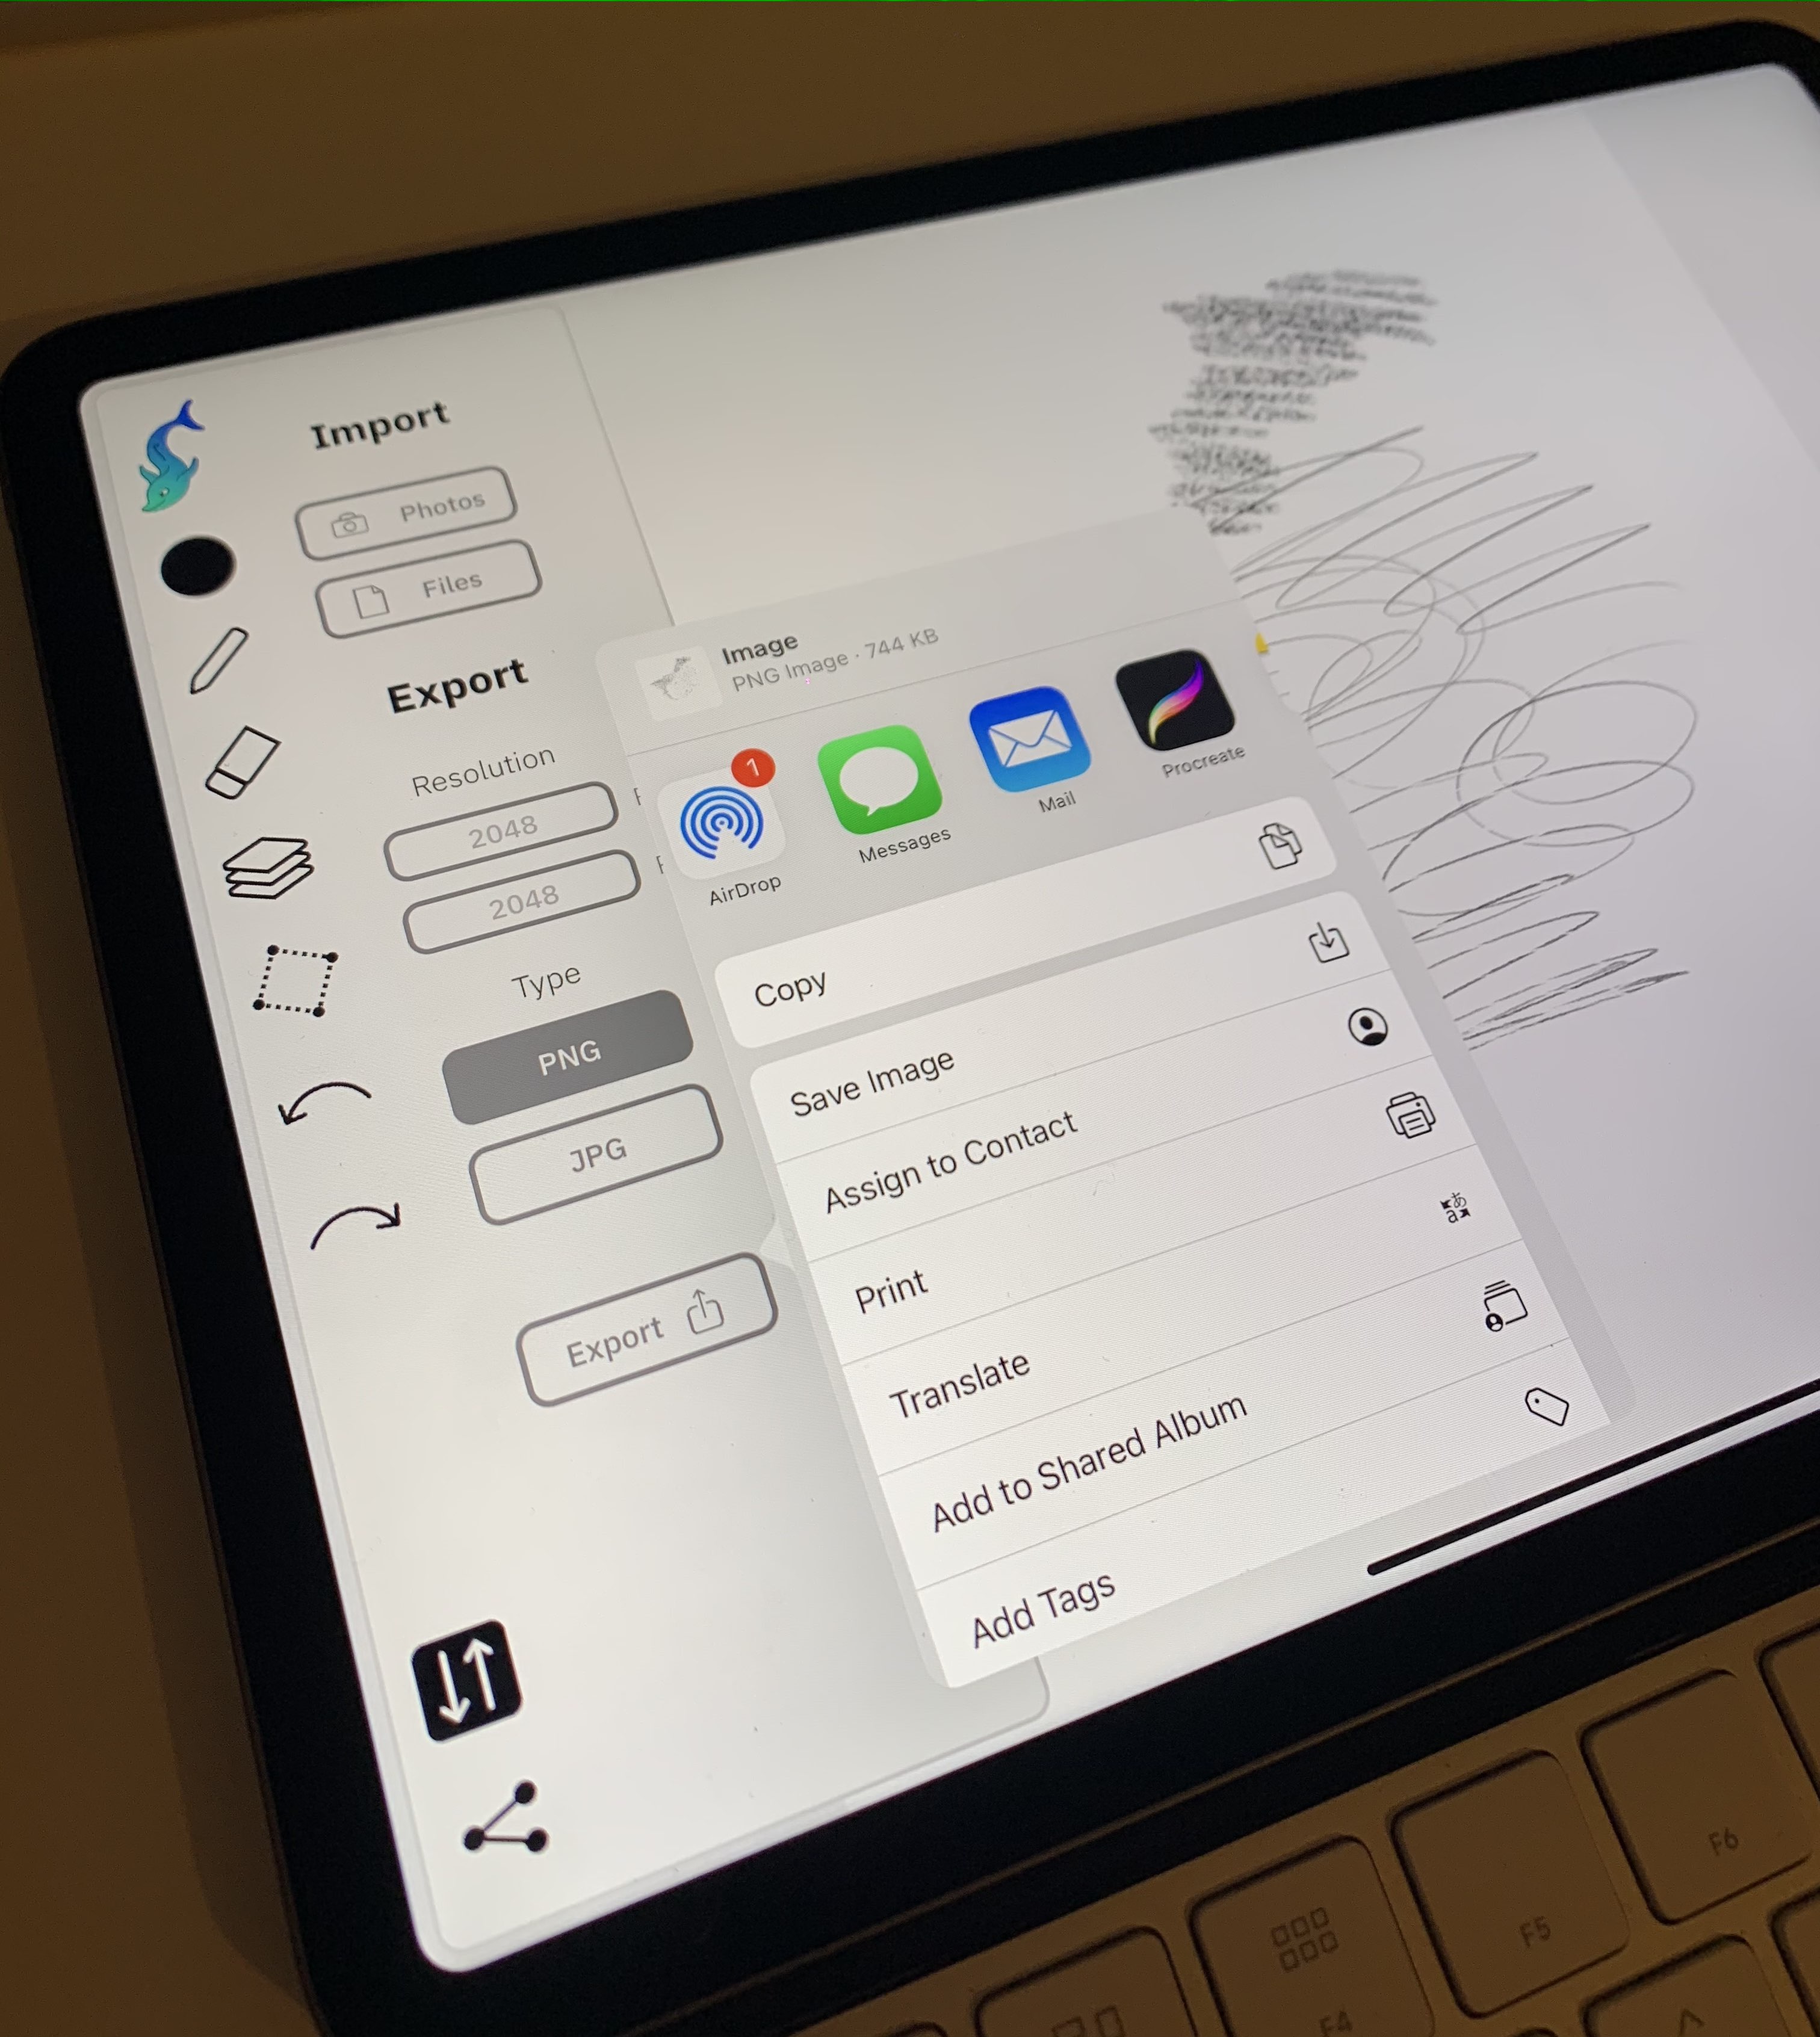 Import
Photos
Files
Export
Resolution
2048
2048
Type
PNG
JPG
Export
Image
PNG Image · 744 KB
1
AirDrop
Messages
Mail
Procreate
Copy
Save Image
Assign to Contact
Print
Translate
Add to Shared Album
Add Tags
F4
F5
F6